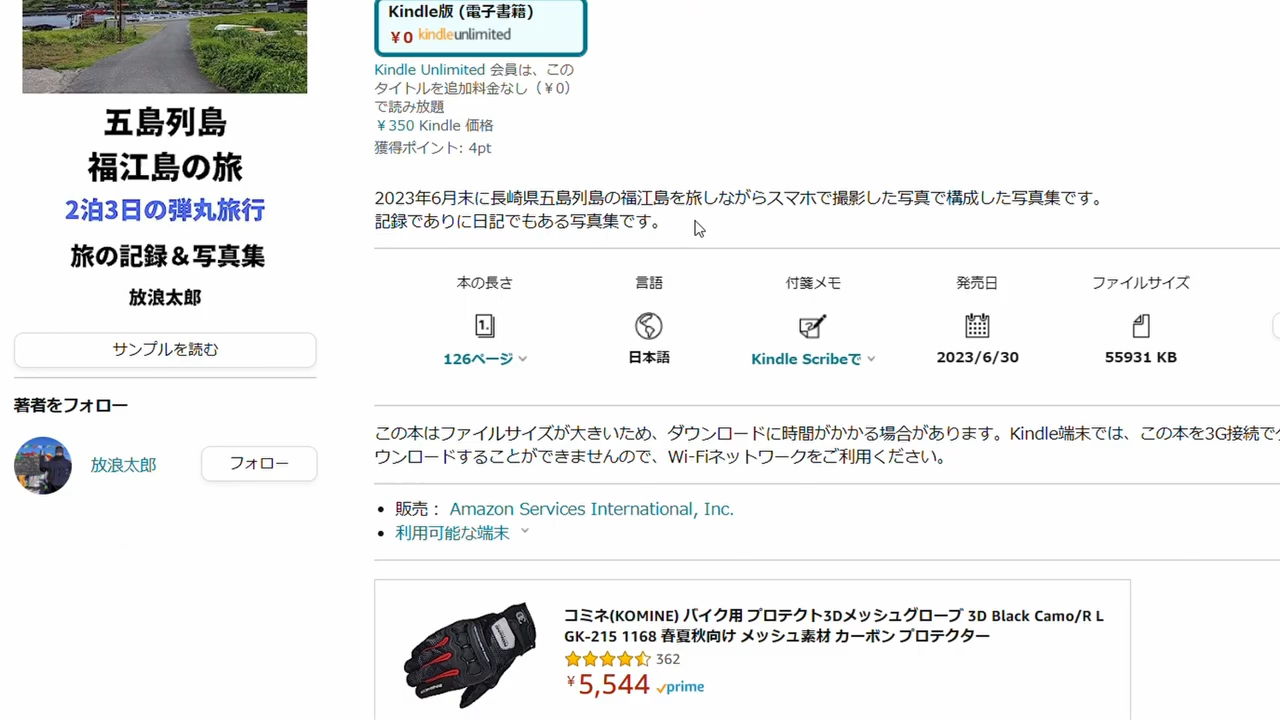 五島列島
福江島の旅
2泊3日の弾丸旅行
旅の記録＆写真集
放浪太郎
サンプルを読む
著者をフォロー
放浪太郎
フォロー
Kindle版 (電子書籍)
￥0 kindleunlimited
Kindle Unlimited 会員は、この
タイトルを追加料金なし（￥0）
で読み放題
￥350 Kindle 価格
獲得ポイント: 4pt
2023年6月末に長崎県五島列島の福江島を旅しながらスマホで撮影した写真で構成した写真集です。
記録でありに日記でもある写真集です。
本の長さ
126ページ
言語
日本語
付箋メモ
Kindle Scribeで
発売日
2023/6/30
ファイルサイズ
55931 KB
この本はファイルサイズが大きいため、ダウンロードに時間がかかる場合があります。Kindle端末では、この本を3G接続で
ウンロードすることができませんので、Wi-Fiネットワークをご利用ください。
販売： Amazon Services International, Inc.
利用可能な端末
コミネ(KOMINE) バイク用 プロテクト3Dメッシュグローブ 3D Black Camo/R L
GK-215 1168 春夏秋向け メッシュ素材 カーボン プロテクター
362
￥5,544 prime